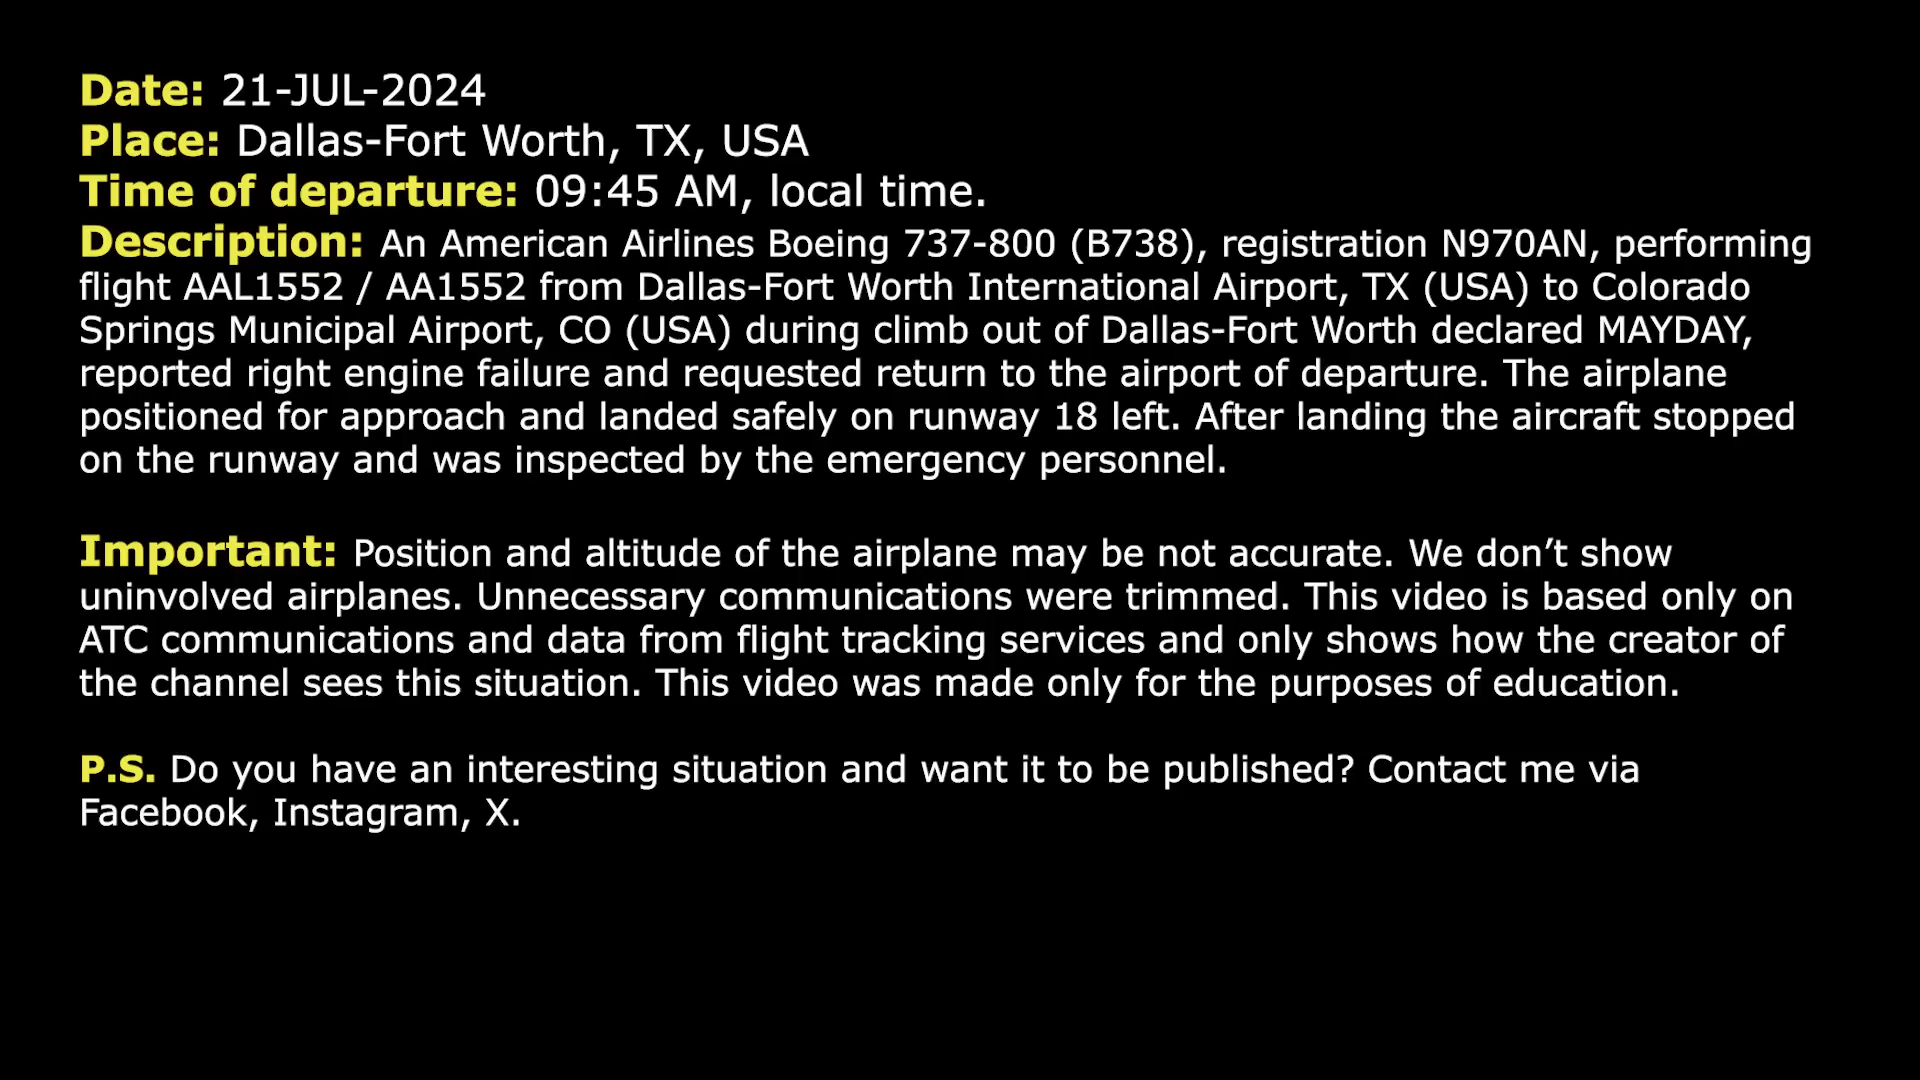 Date: 21-JUL-2024
Place: Dallas-Fort Worth, TX, USA
Time of departure: 09:45 AM, local time.
Description: An American Airlines Boeing 737-800 (B738), registration N970AN, performing
flight AAL1552 / AA1552 from Dallas-Fort Worth International Airport, TX (USA) to Colorado
Springs Municipal Airport, CO (USA) during climb out of Dallas-Fort Worth declared MAYDAY,
reported right engine failure and requested return to the airport of departure. The airplane
positioned for approach and landed safely on runway 18 left. After landing the aircraft stopped
on the runway and was inspected by the emergency personnel.
Important: Position and altitude of the airplane may be not accurate. We don’t show
uninvolved airplanes. Unnecessary communications were trimmed. This video is based only on
ATC communications and data from flight tracking services and only shows how the creator of
the channel sees this situation. This video was made only for the purposes of education.
P.S. Do you have an interesting situation and want it to be published? Contact me via
Facebook, Instagram, X.